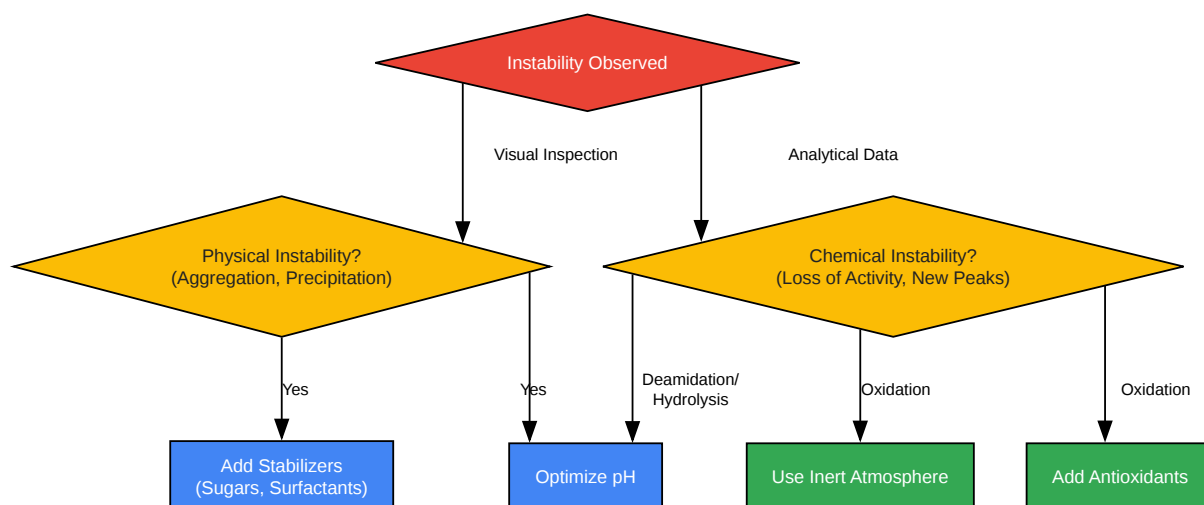 Instability Observed
Visual Inspection
Analytical Data
Physical Instability?
(Aggregation, Precipitation)
Chemical Instability?
(Loss of Activity, New Peaks)
Yes
Yes
Deamidation/
Hydrolysis
Oxidation
Oxidation
Add Stabilizers
(Sugars, Surfactants)
Optimize pH
Use Inert Atmosphere
Add Antioxidants